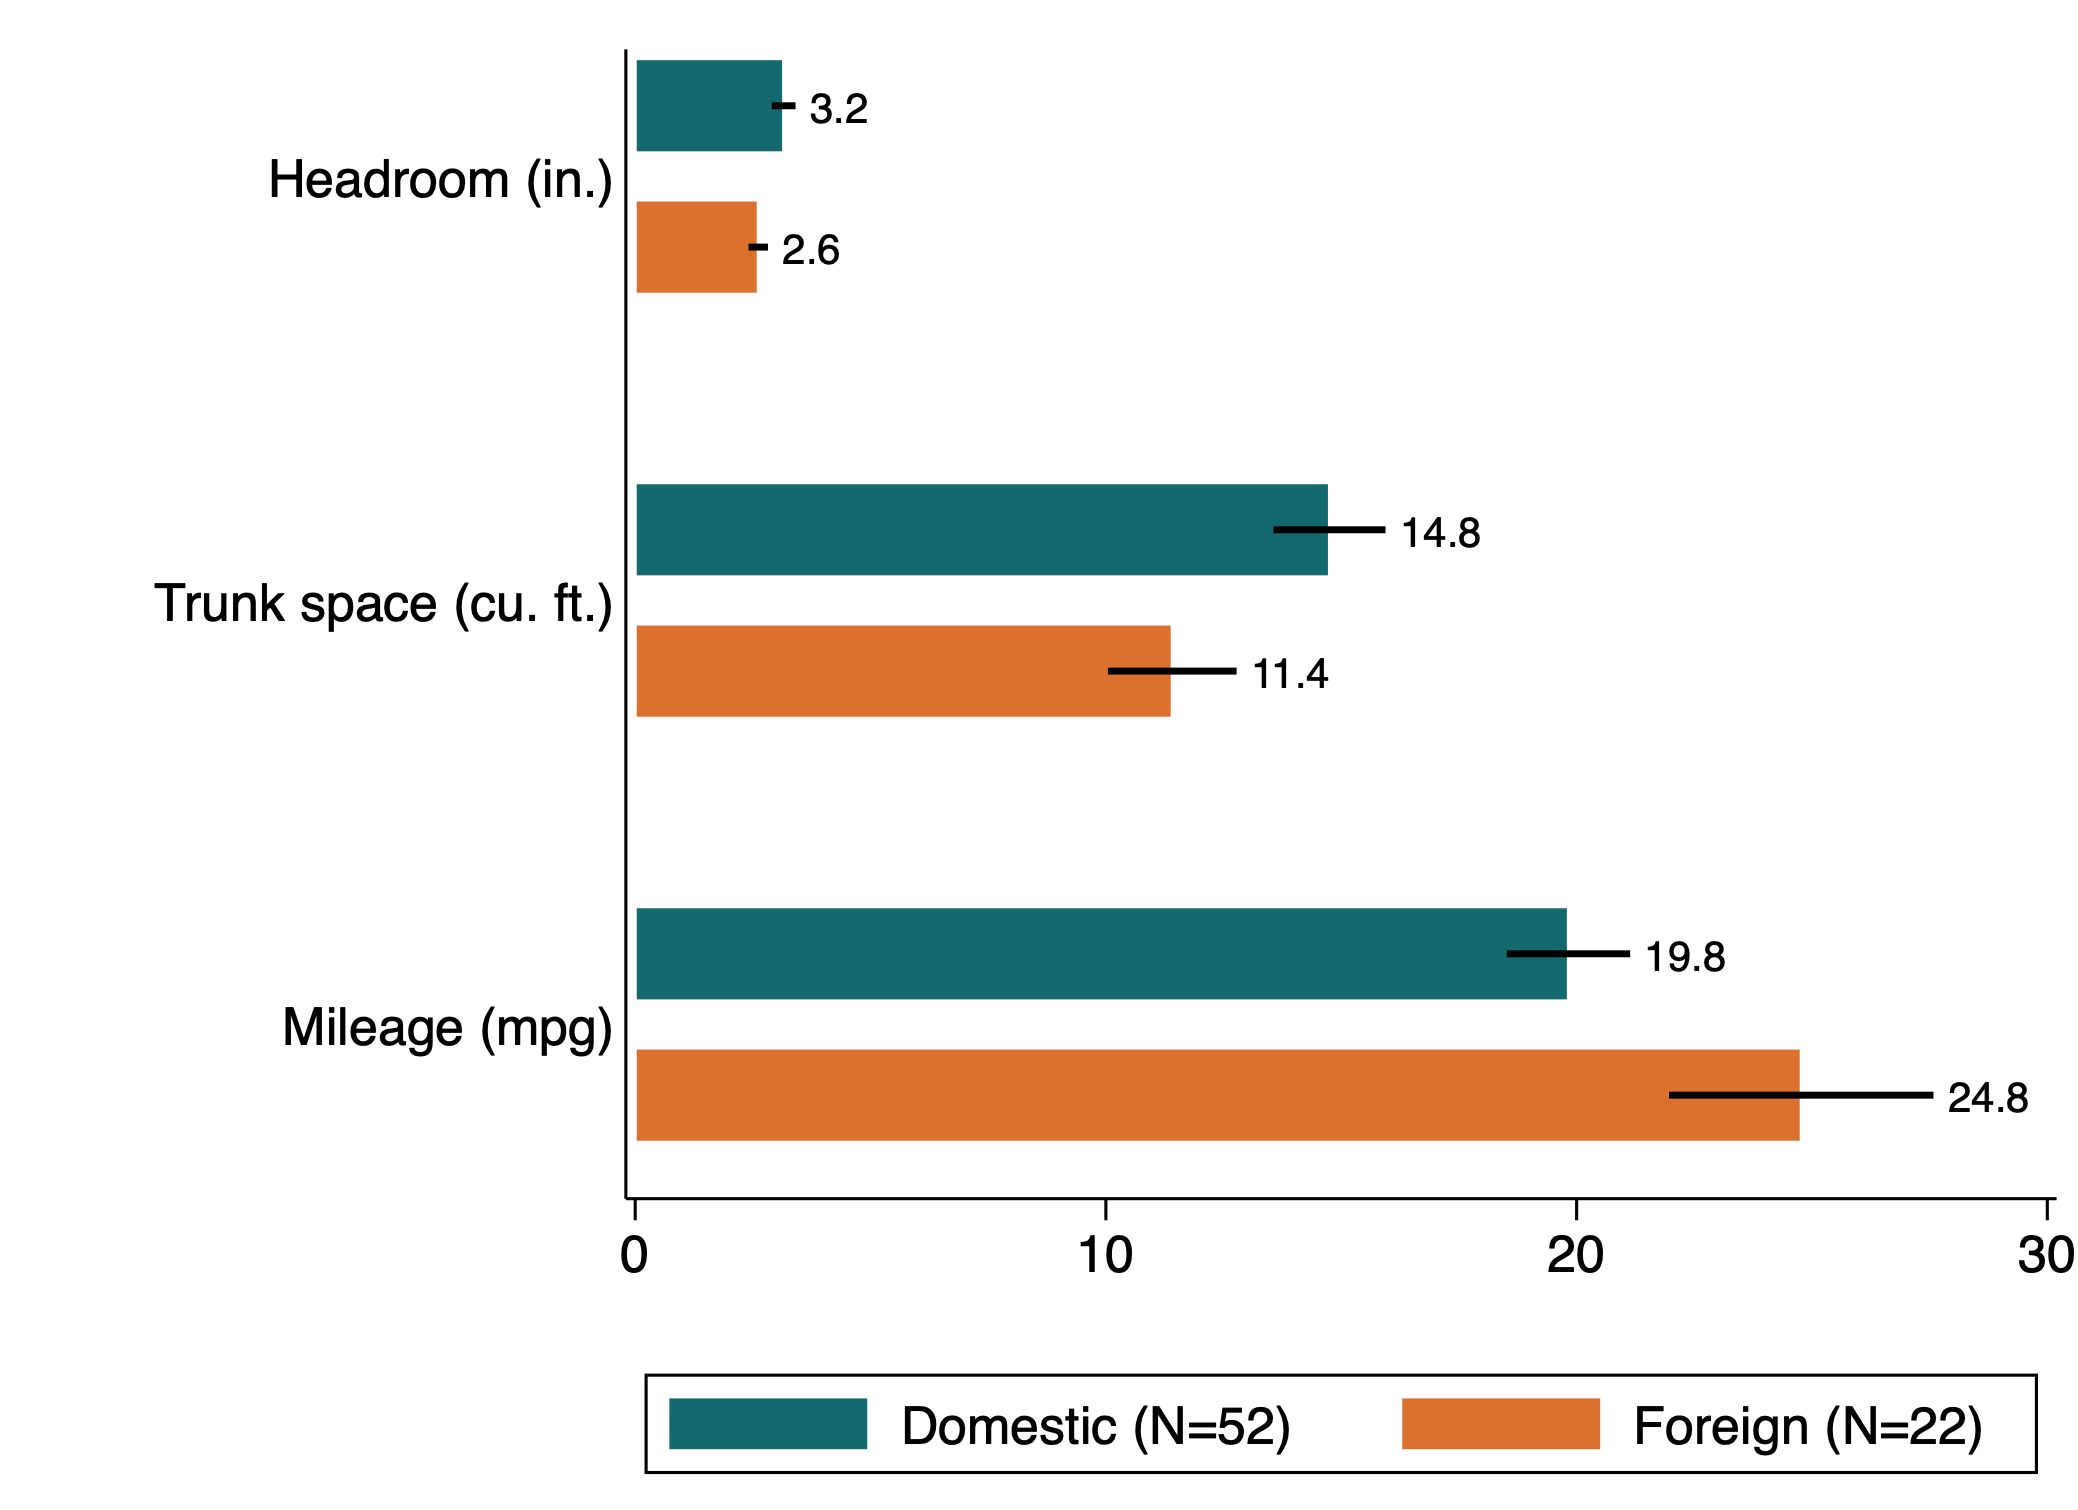 3.2
Headroom (in.)
2.6
14.8
Trunk space (cu. ft.)
11.4
19.8
Mileage (mpg)
24.8
0 10 20 30
Domestic (N=52) Foreign (N=22)